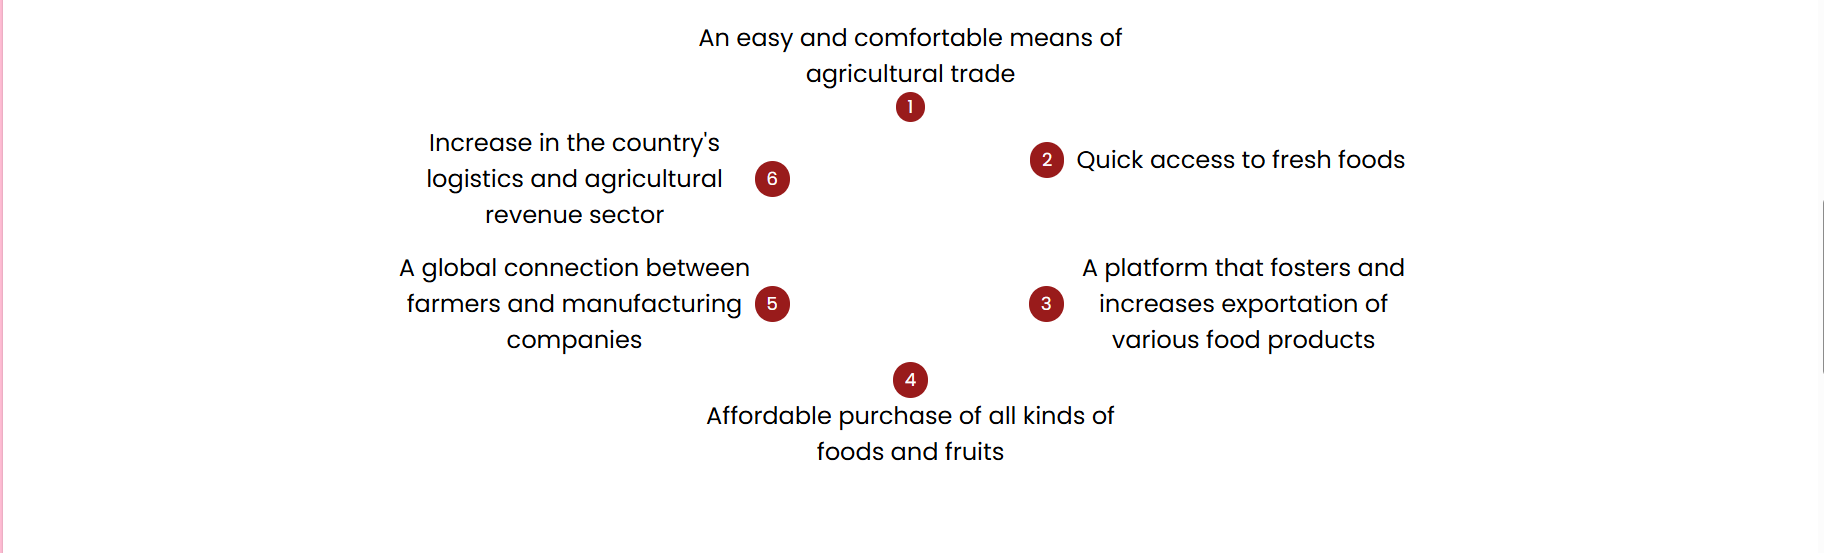 An easy and comfortable means of
agricultural trade
1
2 Quick access to fresh foods
3 A platform that fosters and
increases exportation of
various food products
4
Affordable purchase of all kinds of
foods and fruits
A global connection between
farmers and manufacturing 5
companies
Increase in the country's
logistics and agricultural 6
revenue sector